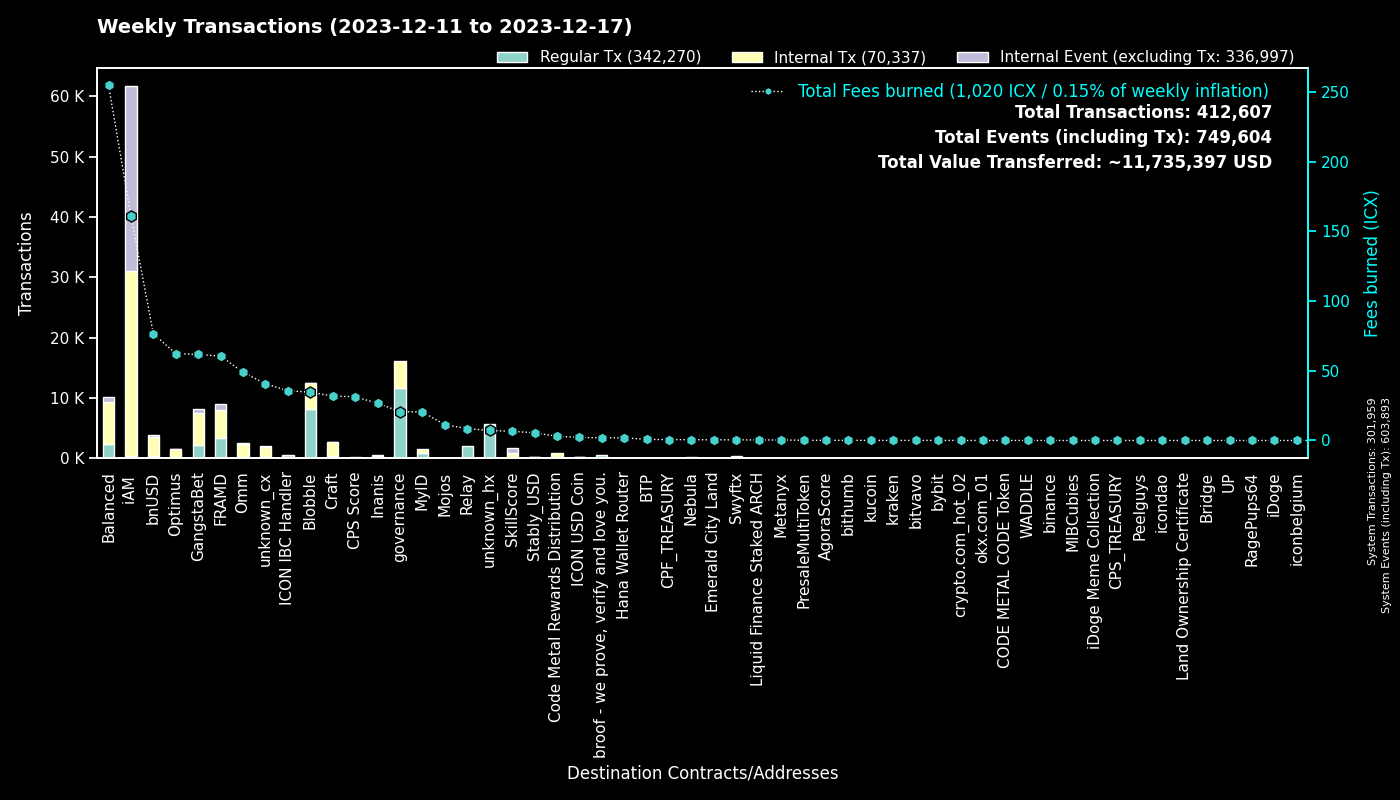 Weekly Transactions (2023-12-11 to 2023-12-17)
Regular Tx (342,270)
Internal Tx (70,337)
Internal Event (excluding Tx: 336,997)
Total Fees burned (1,020 ICX / 0.15% of weekly inflation)
Total Transactions: 412,607
Total Events (including Tx): 749,604
Total Value Transferred: ~11,735,397 USD
Transactions
60 K
50 K
40 K
30 K
20 K
10 K
0 K
250
200
150
100
50
0
Fees burned (ICX)
System Transactions: 301,959
System Events (including Tx): 603,893
Balanced
iAM
bnUSD
Optimus
GangstaBet
FRAMD
Omm
unknown_cx
ICON IBC Handler
Blobble
Craft
CPS Score
Inanis
governance
MyID
Mojos
Relay
unknown_hx
SkillScore
Stably_USD
Code Metal Rewards Distribution
ICON USD Coin
broof - we prove, verify and love you.
Hana Wallet Router
BTP
CPF_TREASURY
Nebula
Emerald City Land
Swyftx
Liquid Finance Staked ARCH
Metanyx
PresaleMultiToken
AgoraScore
bithumb
kucoin
kraken
bitvavo
bybit
crypto.com_hot_02
okx.com_01
CODE METAL CODE Token
WADDLE
binance
MIBCubies
iDoge Meme Collection
CPS_TREASURY
Peelguys
icondao
Land Ownership Certificate
Bridge
UP
RagePups64
iDoge
iconbelgium
Destination Contracts/Addresses